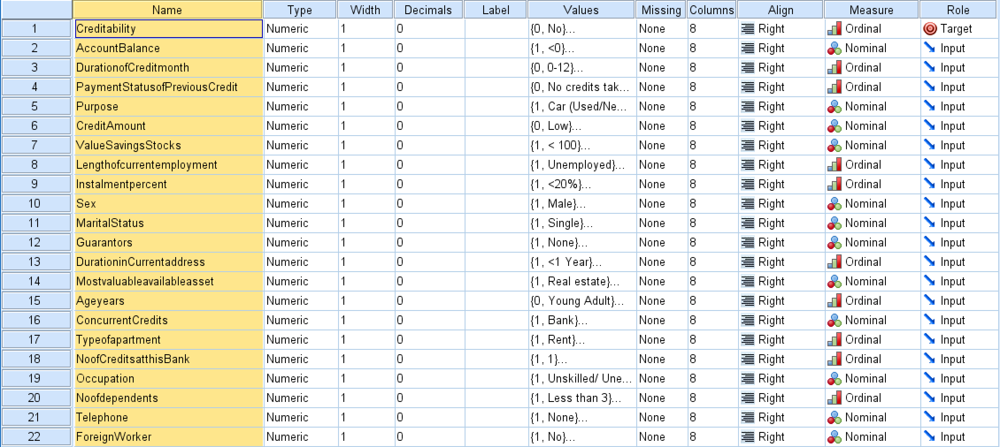 Name Type Width Decimals Label Values Missing Columns Align Measure Role
1 Creditability Numeric 1 0 {0, No}... None 8 Right Ordinal Target
2 AccountBalance Numeric 1 0 {1, <0}... None 8 Right Nominal Input
3 DurationofCreditmonth Numeric 1 0 {0, 0-12}... None 8 Right Ordinal Input
4 PaymentStatusofPreviousCredit Numeric 1 0 {0, No credits tak... None 8 Right Ordinal Input
5 Purpose Numeric 1 0 {1, Car (Used/Ne... None 8 Right Nominal Input
6 CreditAmount Numeric 1 0 {0, Low}... None 8 Right Nominal Input
7 ValueSavingsStocks Numeric 1 0 {1, < 100}... None 8 Right Nominal Input
8 Lengthofcurrentemployment Numeric 1 0 {1, Unemployed}... None 8 Right Ordinal Input
9 Instalmentpercent Numeric 1 0 {1, <20%}... None 8 Right Ordinal Input
10 Sex Numeric 1 0 {1, Male}... None 8 Right Nominal Input
11 MaritalStatus Numeric 1 0 {1, Single}... None 8 Right Nominal Input
12 Guarantors Numeric 1 0 {1, None}... None 8 Right Nominal Input
13 DurationinCurrentaddress Numeric 1 0 {1, <1 Year}... None 8 Right Ordinal Input
14 Mostvaluableavailableasset Numeric 1 0 {1, Real estate}... None 8 Right Nominal Input
15 Ageyears Numeric 1 0 {0, Young Adult}... None 8 Right Ordinal Input
16 ConcurrentCredits Numeric 1 0 {1, Bank}... None 8 Right Nominal Input
17 Typeofapartment Numeric 1 0 {1, Rent}... None 8 Right Ordinal Input
18 NoofCreditsatthisBank Numeric 1 0 {1, 1}... None 8 Right Ordinal Input
19 Occupation Numeric 1 0 {1, Unskilled/ Une... None 8 Right Nominal Input
20 Noofdependents Numeric 1 0 {1, Less than 3}... None 8 Right Ordinal Input
21 Telephone Numeric 1 0 {1, None}... None 8 Right Nominal Input
22 ForeignWorker Numeric 1 0 {1, No}... None 8 Right Nominal Input